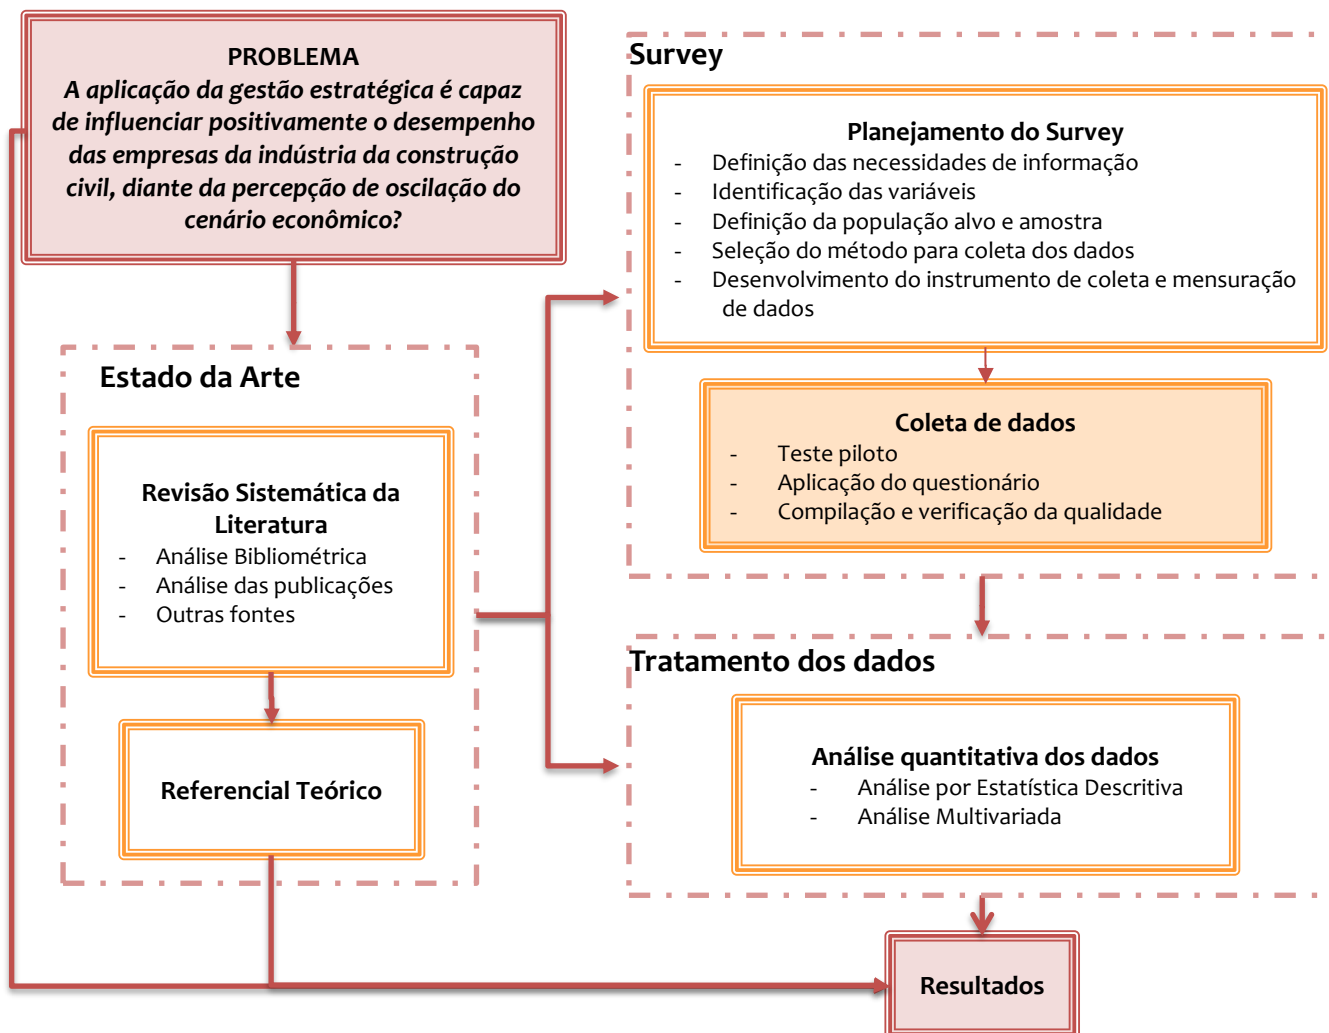 PROBLEMA
A aplicação da gestão estratégica é capaz
de influenciar positivamente o desempenho
das empresas da indústria da construção
civil, diante da percepção de oscilação do
cenário econômico?
Estado da Arte
Revisão Sistemática da
Literatura
- Análise Bibliométrica
- Análise das publicações
- Outras fontes
Referencial Teórico
Survey
Planejamento do Survey
- Definição das necessidades de informação
- Identificação das variáveis
- Definição da população alvo e amostra
- Seleção do método para coleta dos dados
- Desenvolvimento do instrumento de coleta e mensuração
de dados
Coleta de dados
- Teste piloto
- Aplicação do questionário
- Compilação e verificação da qualidade
Tratamento dos dados
Análise quantitativa dos dados
- Análise por Estatística Descritiva
- Análise Multivariada
Resultados